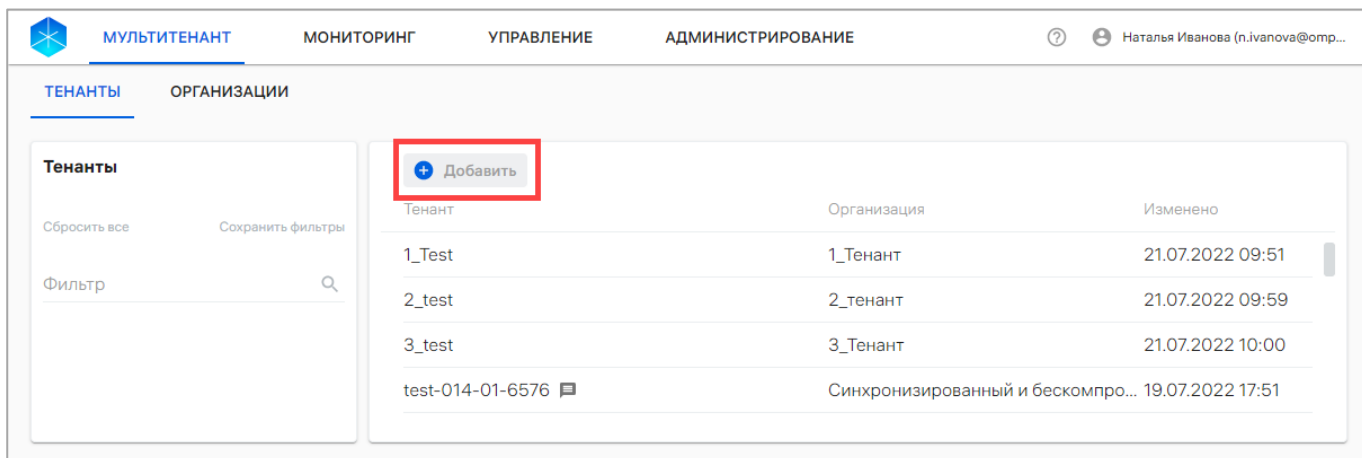 МУЛЬТИТЕНАНТ МОНИТОРИНГ УПРАВЛЕНИЕ АДМИНИСТРИРОВАНИЕ Наталья Иванова (n.ivanova@omp...
ТЕНАНТЫ ОРГАНИЗАЦИИ
Тенанты
Сбросить все Сохранить фильтры
Фильтр
Добавить
Тенант Организация Изменено
1_Test 1_Тенант 21.07.2022 09:51
2_test 2_тенант 21.07.2022 09:59
3_test 3_Тенант 21.07.2022 10:00
test-014-01-6576 Синхронизированный и бескомпро... 19.07.2022 17:51